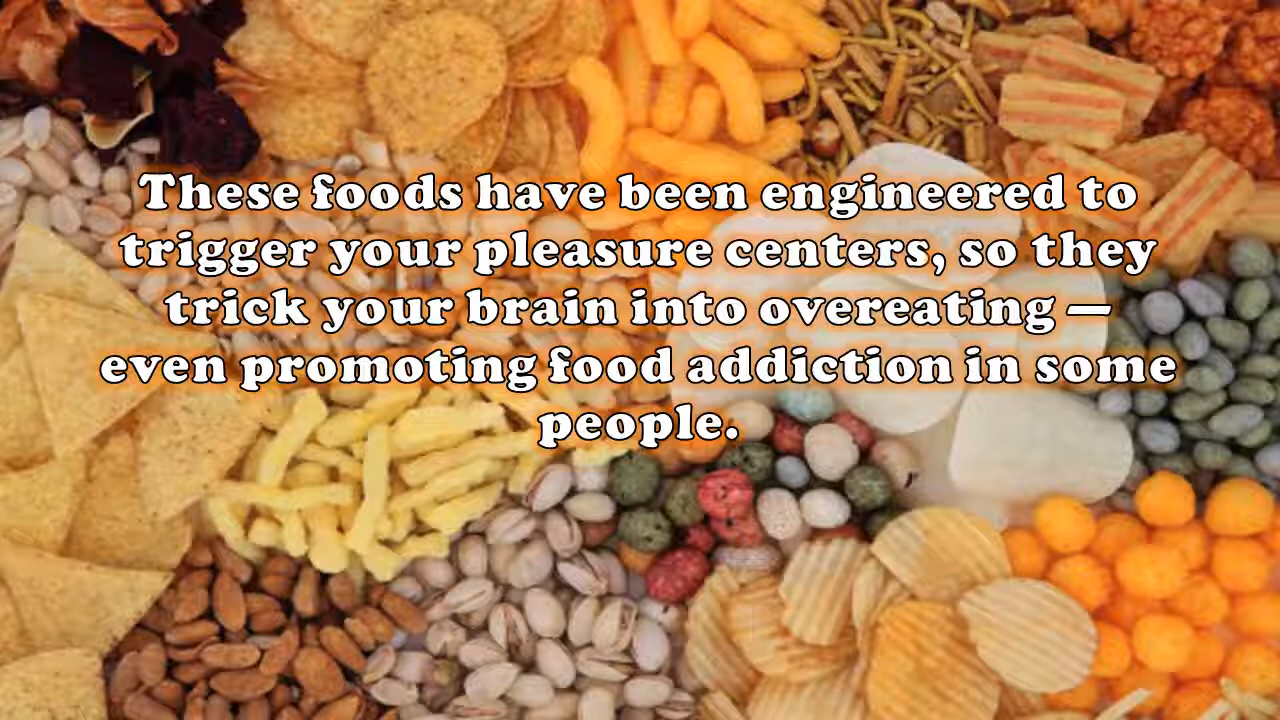 These foods have been engineered to
trigger your pleasure centers, so they
trick your brain into overeating —
even promoting food addiction in some
people.